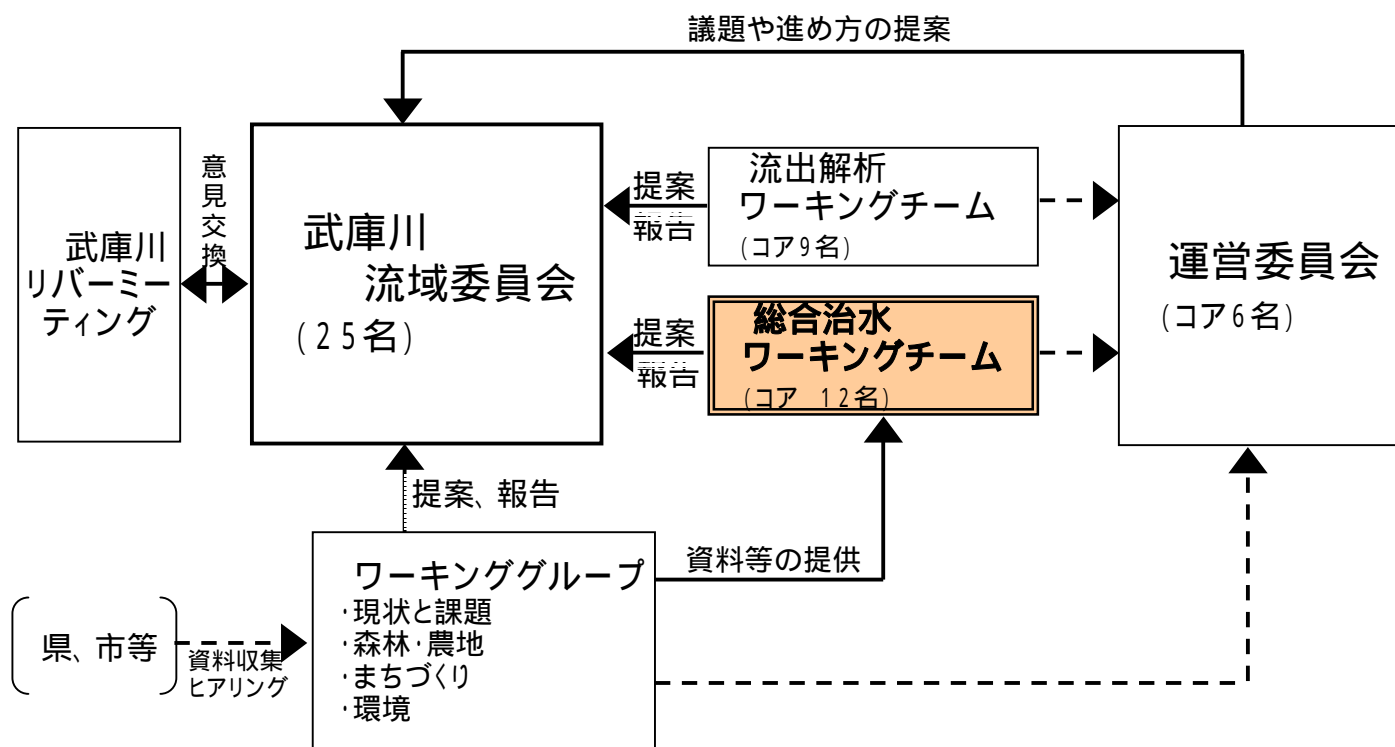 議題や進め方の提案
武庫川
リバーミー
ティング
意見交換
武庫川
流域委員会
(25名)
提案
報告
流出解析
ワーキングチーム
(コア9名)
提案
報告
総合治水
ワーキングチーム
(コア 12名)
運営委員会
(コア6名)
提案、報告
資料等の提供
ワーキンググループ
・現状と課題
・森林・農地
・まちづくり
・環境
県、市等
資料収集
ヒアリング